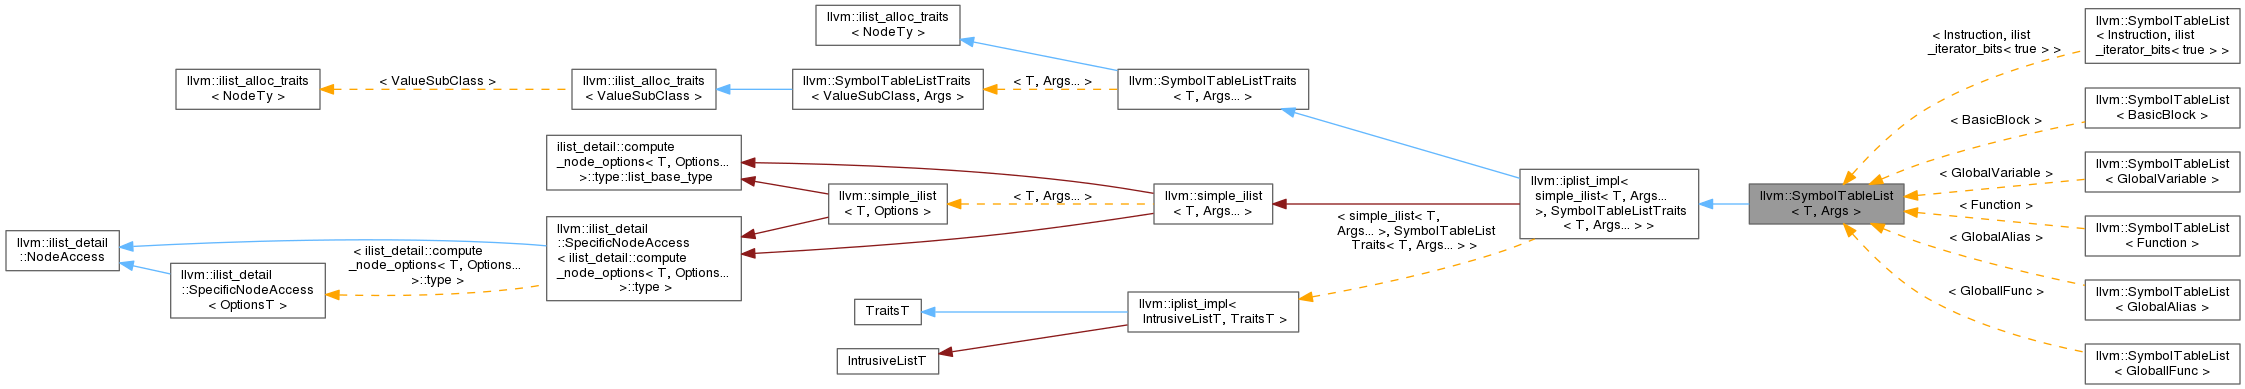 llvm::ilist_alloc_traits
< NodeTy >
llvm::ilist_alloc_traits
< NodeTy >
< ValueSubClass >
llvm::ilist_alloc_traits
< ValueSubClass >
llvm::SymbolTableListTraits
< ValueSubClass, Args >
< T, Args... >
llvm::SymbolTableListTraits
< T, Args... >
ilist_detail::compute
_node_options< T, Options...
>::type::list_base_type
llvm::simple_ilist
< T, Options >
< T, Args... >
llvm::simple_ilist
< T, Args... >
llvm::ilist_detail
::SpecificNodeAccess
< ilist_detail::compute
_node_options< T, Options...
>::type >
llvm::ilist_detail
::NodeAccess
llvm::ilist_detail
::SpecificNodeAccess
< OptionsT >
< ilist_detail::compute
_node_options< T, Options...
>::type >
< simple_ilist< T,
Args... >, SymbolTableList
Traits< T, Args... > >
llvm::iplist_impl<
simple_ilist< T, Args...
>, SymbolTableListTraits
< T, Args... > >
TraitsT
IntrusiveListT
llvm::iplist_impl<
IntrusiveListT, TraitsT >
llvm::SymbolTableList
< T, Args >
< Instruction, ilist
_iterator_bits< true > >
< BasicBlock >
< GlobalVariable >
< Function >
< GlobalAlias >
< GlobalIFunc >
llvm::SymbolTableList
< Instruction, ilist
_iterator_bits< true > >
llvm::SymbolTableList
< BasicBlock >
llvm::SymbolTableList
< GlobalVariable >
llvm::SymbolTableList
< Function >
llvm::SymbolTableList
< GlobalAlias >
llvm::SymbolTableList
< GlobalIFunc >